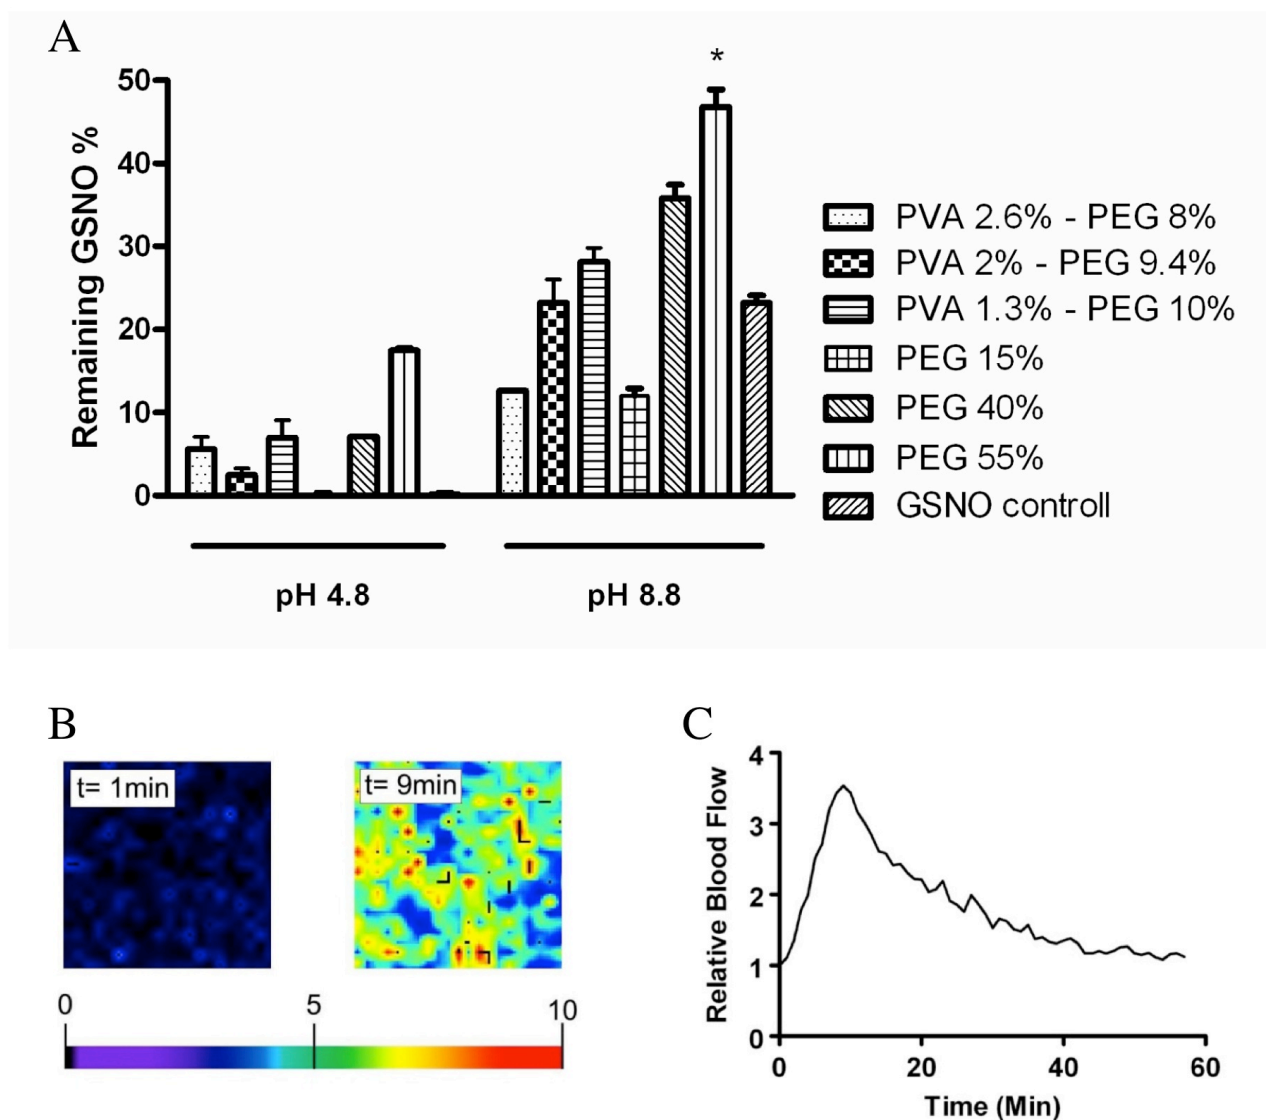 A
*
50
40
30
20
10
0
Remaining GSNO %
pH 4.8
pH 8.8
PVA 2.6% - PEG 8%
PVA 2% - PEG 9.4%
PVA 1.3% - PEG 10%
PEG 15%
PEG 40%
PEG 55%
GSNO controll
B
t= 1min
t= 9min
0 5 10
C
4
3
2
1
0
Relative Blood Flow
0 20 40 60
Time (Min)